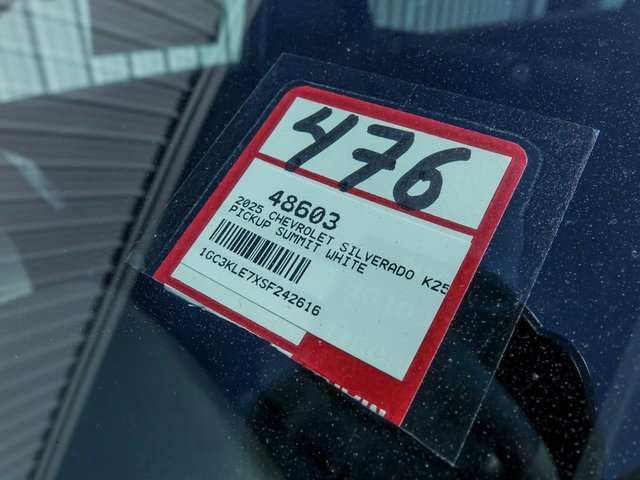 476
48603
2025 CHEVROLET SILVERADO K25
PICKUP SUMMIT WHITE
1GC3KLE7XSF242616